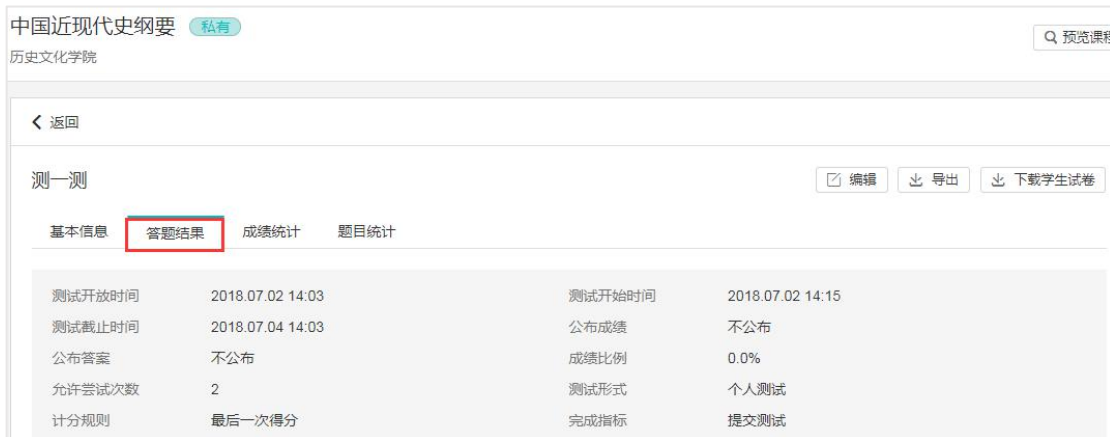 中国近现代史纲要 私有
预览课程
历史文化学院
返回
测一测
编辑 导出 下载学生试卷
基本信息 答题结果 成绩统计 题目统计
测试开放时间 2018.07.02 14:03 测试开始时间 2018.07.02 14:15
测试截止时间 2018.07.04 14:03 公布成绩 不公布
公布答案 不公布 成绩比例 0.0%
允许尝试次数 2 测试形式 个人测试
计分规则 最后一次得分 完成指标 提交测试